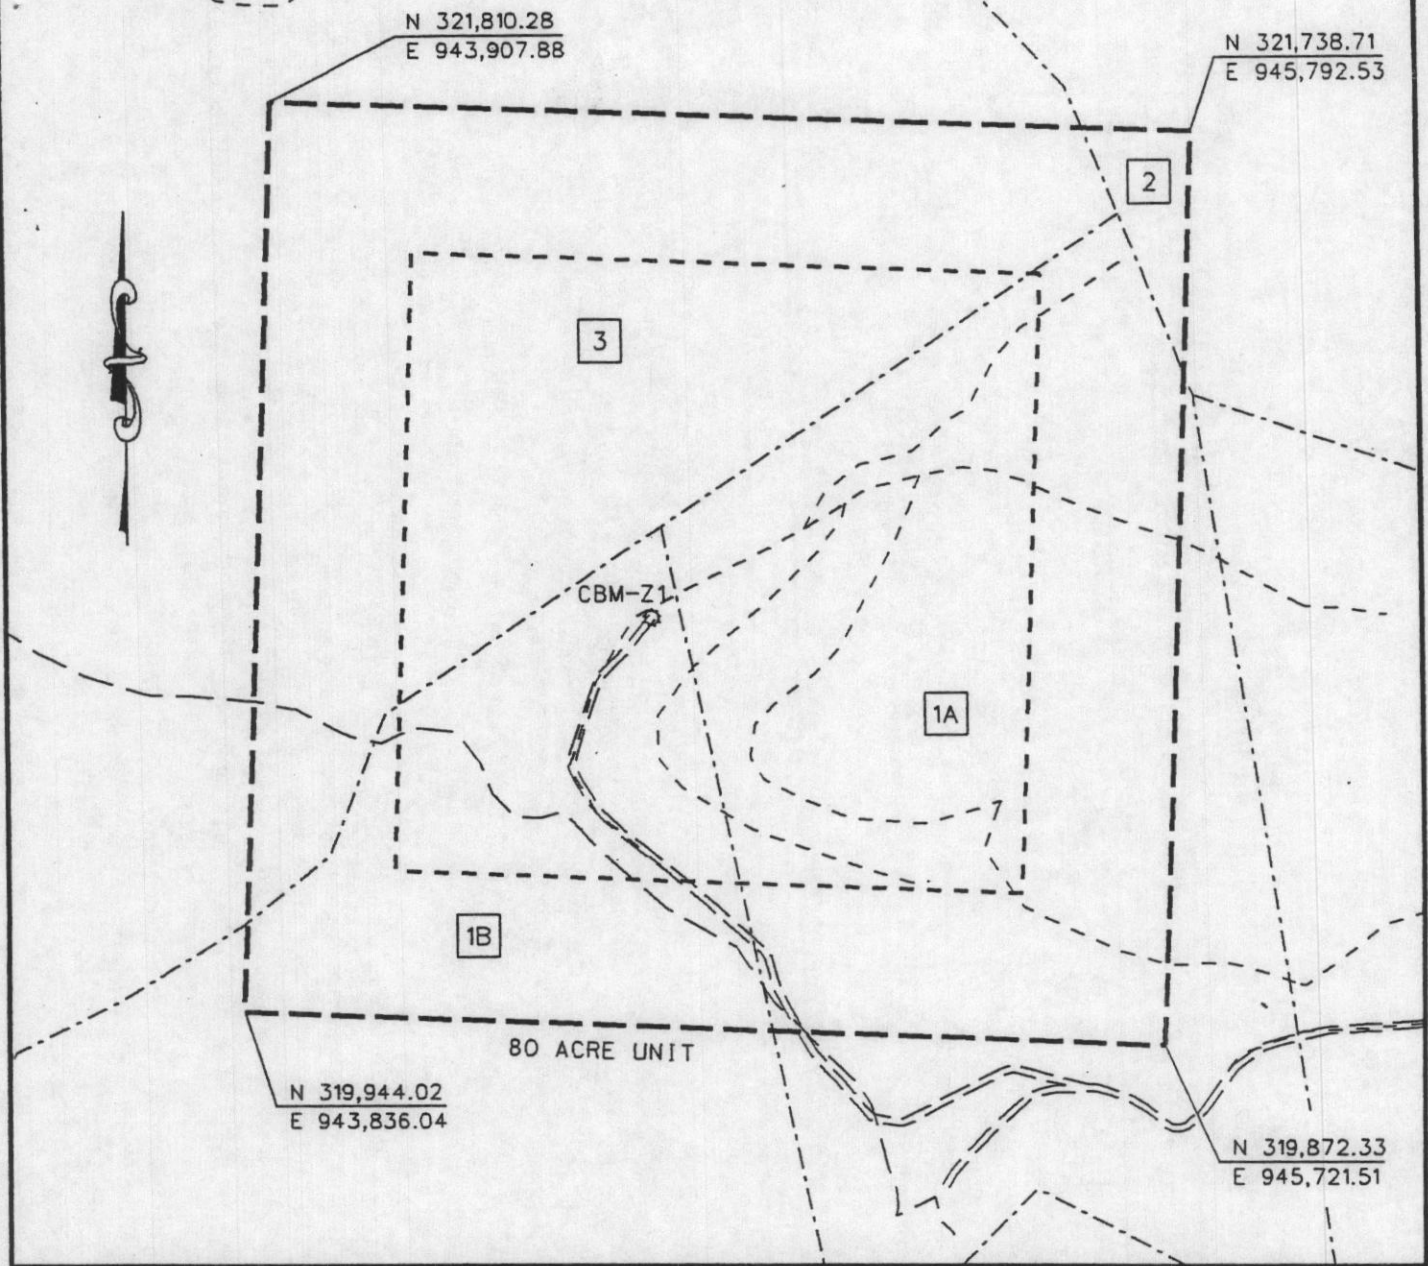 N 321,810.28
E 943,907.88
N 321,738.71
E 945,792.53
2
3
CBM-Z1
1A
1B
80 ACRE UNIT
N 319,944.02
E 943,836.04
N 319,872.33
E 945,721.51